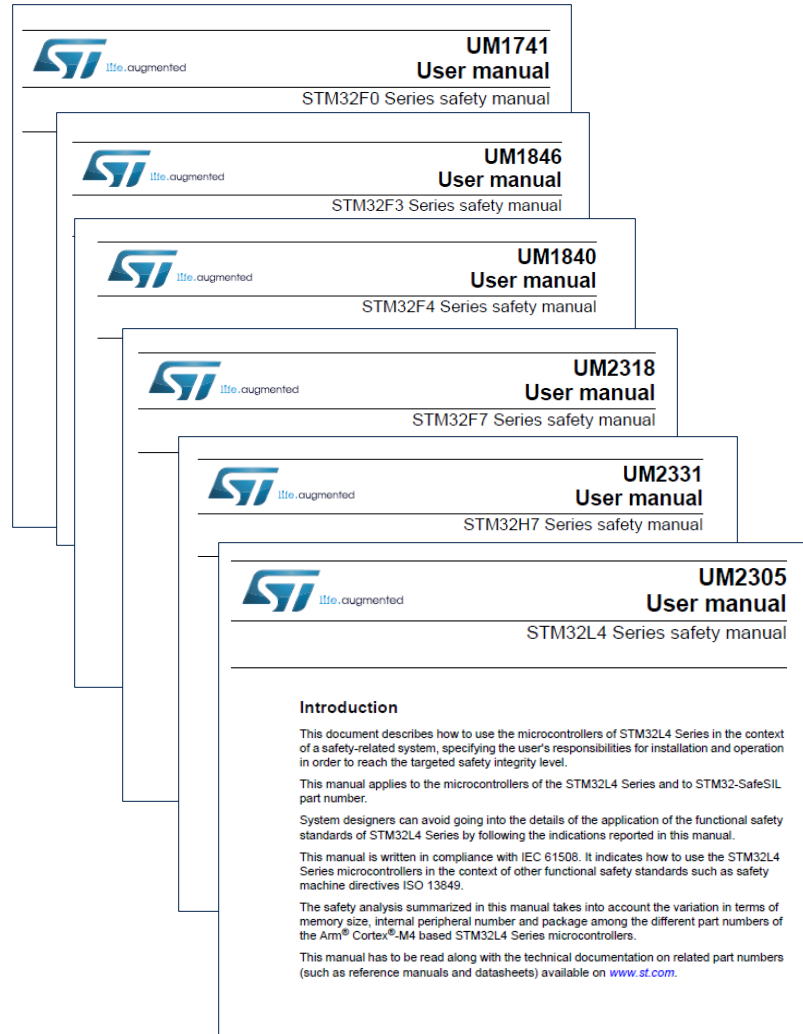 life.augmented
UM1741
User manual
STM32F0 Series safety manual
life.augmented
UM1846
User manual
STM32F3 Series safety manual
life.augmented
UM1840
User manual
STM32F4 Series safety manual
life.augmented
UM2318
User manual
STM32F7 Series safety manual
life.augmented
UM2331
User manual
STM32H7 Series safety manual
life.augmented
UM2305
User manual
STM32L4 Series safety manual
Introduction
This document describes how to use the microcontrollers of STM32L4 Series in the context
of a safety-related system, specifying the user's responsibilities for installation and operation
in order to reach the targeted safety integrity level.
This manual applies to the microcontrollers of the STM32L4 Series and to STM32-SafeSIL
part number.
System designers can avoid going into the details of the application of the functional safety
standards of STM32L4 Series by following the indications reported in this manual.
This manual is written in compliance with IEC 61508. It indicates how to use the STM32L4
Series microcontrollers in the context of other functional safety standards such as safety
machine directives ISO 13849.
The safety analysis summarized in this manual takes into account the variation in terms of
memory size, internal peripheral number and package among the different part numbers of
the Arm® Cortex®-M4 based STM32L4 Series microcontrollers.
This manual has to be read along with the technical documentation on related part numbers
(such as reference manuals and datasheets) available on www.st.com.